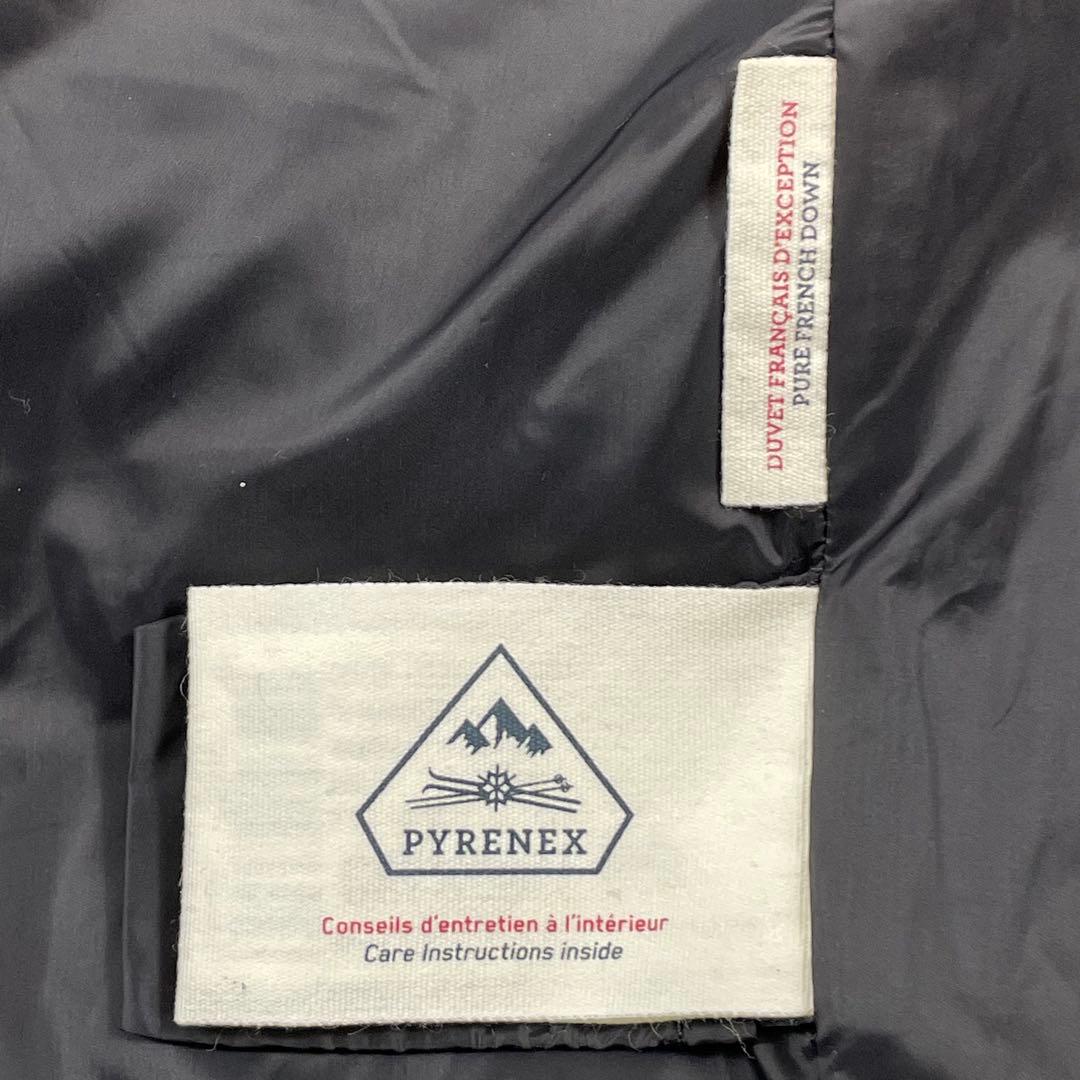 DUVET FRANÇAIS D'EXCEPTION
PURE FRENCH DOWN
PYRENEX
Conseils d'entretien à l'intérieur
Care Instructions inside